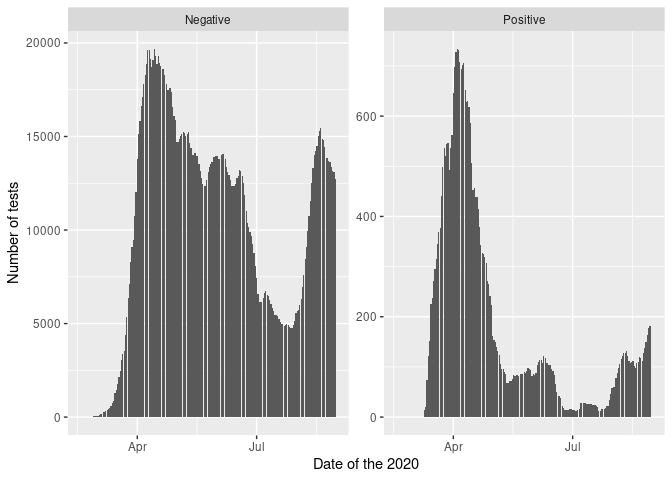 Negative
Positive
20000
15000
10000
5000
0
600
400
200
0
Number of tests
Apr
Jul
Apr
Jul
Date of the 2020